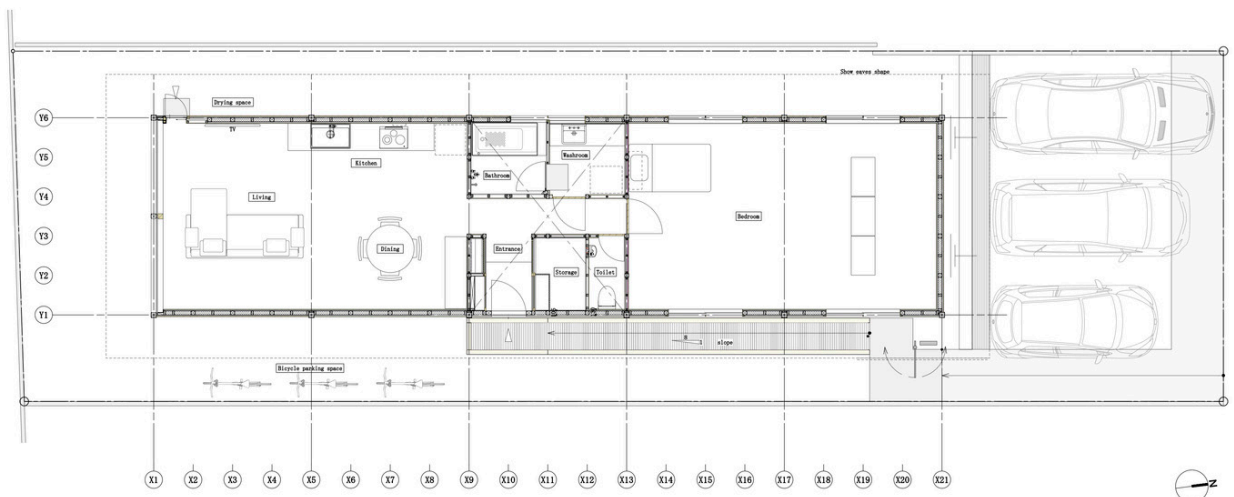 Show eaves shape
Drying space
Y6
TV
Y5
Kitchen
Washroom
Bathroom
Y4
Living
Bedroom
Y3
Dining
Entrance
Y2
Storage
Toilet
Y1
slope
Bicycle parking space
X1
X2
X3
X4
X5
X6
X7
X8
X9
X10
X11
X12
X13
X14
X15
X16
X17
X18
X19
X20
X21
N